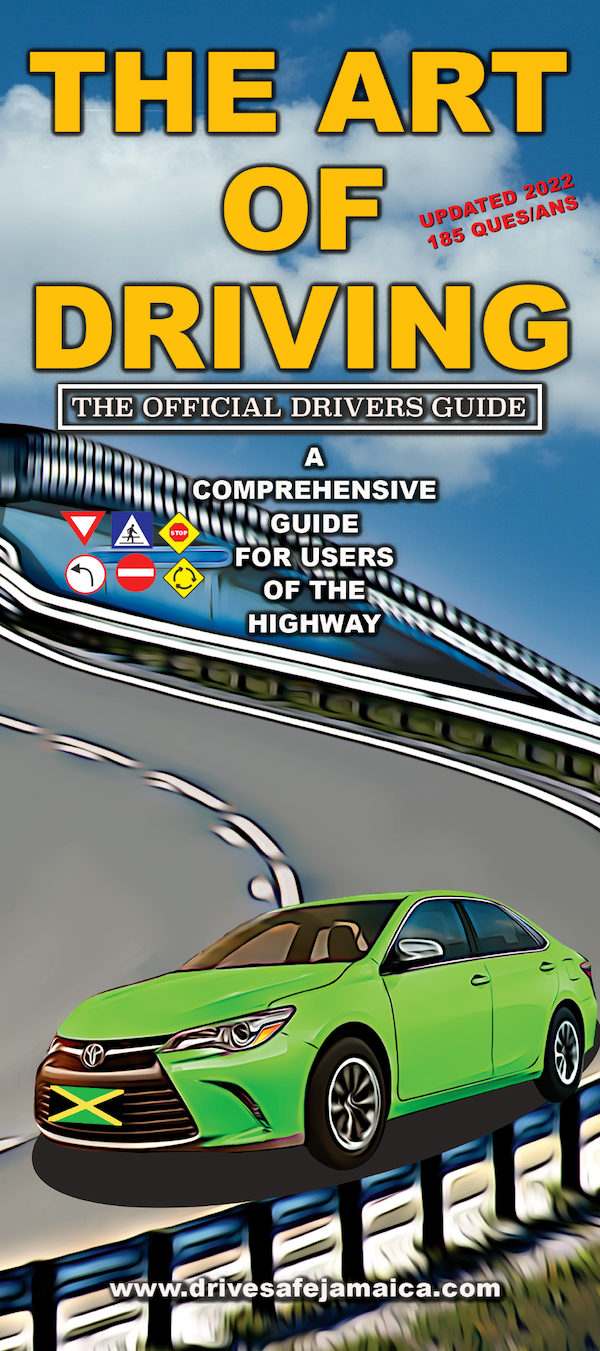 THE ART
OF
UPDATED 2022
185 QUES/ANS
DRIVING
THE OFFICIAL DRIVERS GUIDE
A
COMPREHENSIVE
GUIDE
FOR USERS
OF THE
HIGHWAY
STOP
www.drivesafejamaica.com